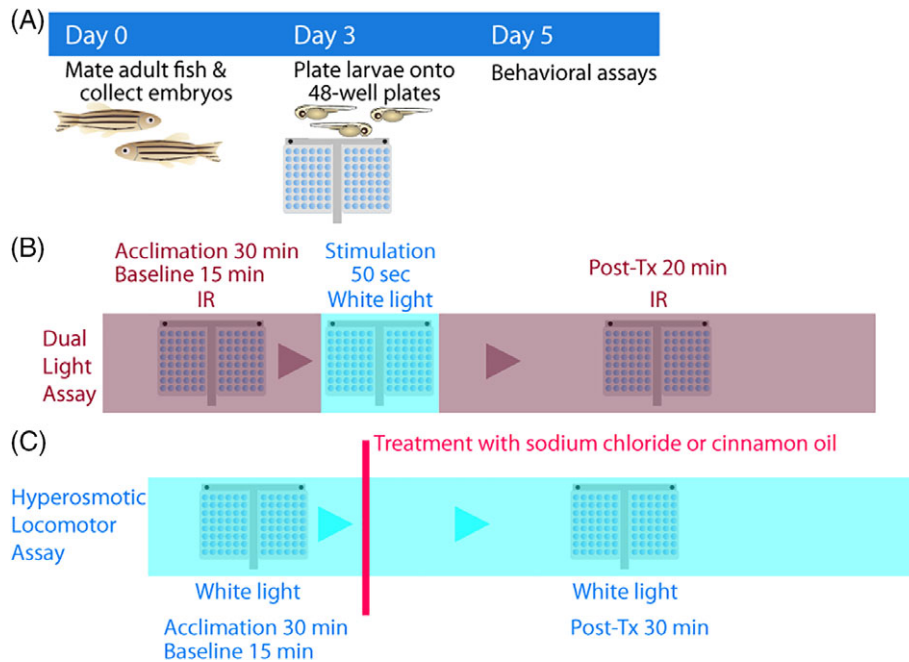 (A)
Day 0
Day 3
Day 5
Mate adult fish &
collect embryos
Plate larvae onto
48-well plates
Behavioral assays
(B)
Acclimation 30 min
Baseline 15 min
IR
Stimulation
50 sec
White light
Post-Tx 20 min
IR
Dual
Light
Assay
(C)
Treatment with sodium chloride or cinnamon oil
Hyperosmotic
Locomotor
Assay
White light
Acclimation 30 min
Baseline 15 min
White light
Post-Tx 30 min